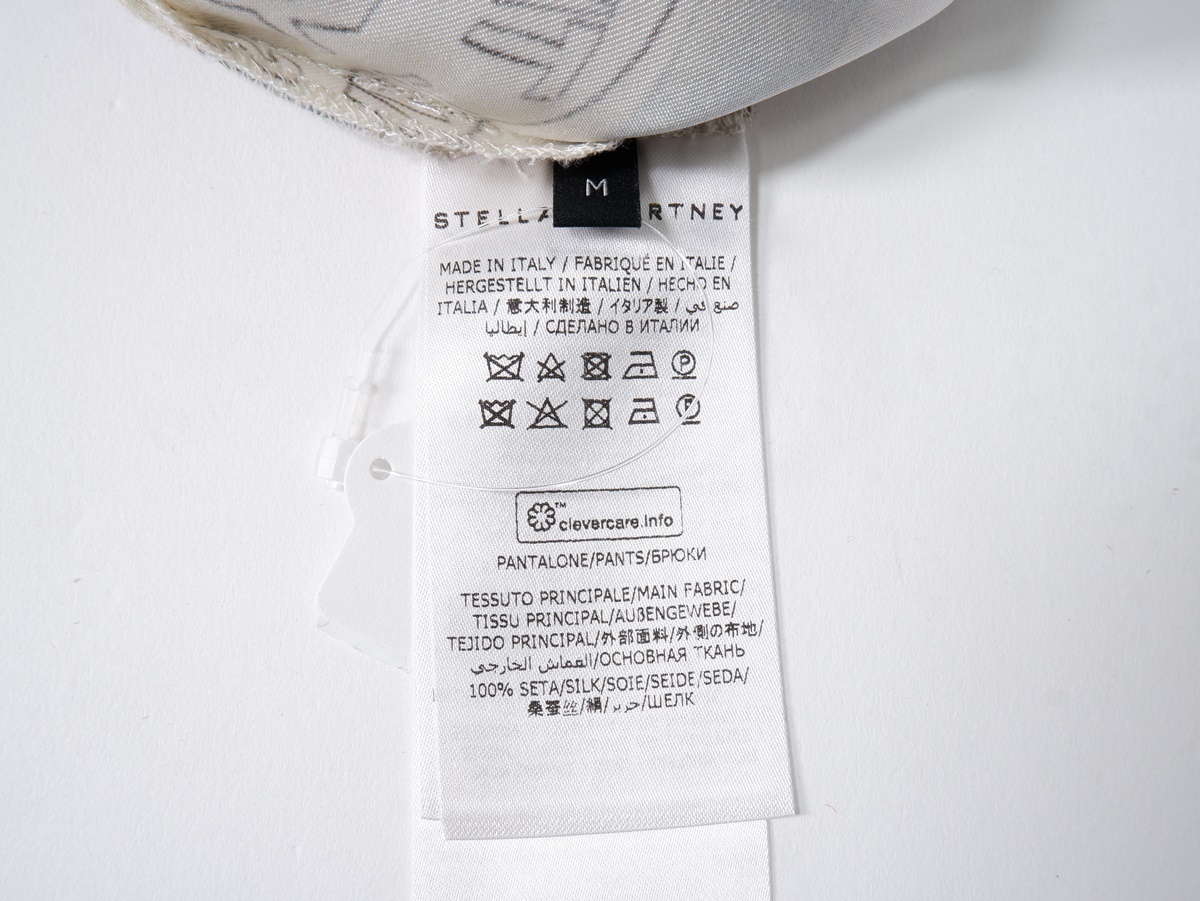 M
STELLA RTNEY
MADE IN ITALY / FABRIQUÉ EN ITALIE /
HERGESTELLT IN ITALIEN / HECHO EN
ITALIA / 意大利制造 / イタリア製 / صنع في
إيطاليا / СДЕЛАНО В ИТАЛИИ
P
F
™
clevercare.info
PANTALONE/PANTS/БРЮКИ
TESSUTO PRINCIPALE/MAIN FABRIC/
TISSU PRINCIPAL/AUßENGEWEBE/
TEJIDO PRINCIPAL/外部面料/外側の布地/
القماش الخارجي/ОСНОВНАЯ ТКАНЬ
100% SETA/SILK/SOIE/SEIDE/SEDA/
桑蚕丝/絹/حرير/ШЕЛК